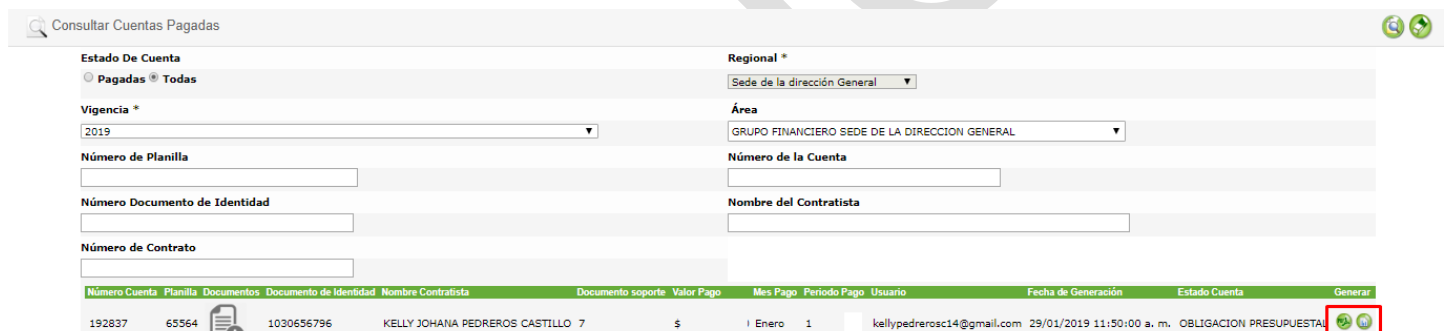 Consultar Cuentas Pagadas
Estado De Cuenta Regional *
Pagadas Todas Sede de la dirección General
Vigencia * Área
2019 GRUPO FINANCIERO SEDE DE LA DIRECCION GENERAL
Número de Planilla Número de la Cuenta
Número Documento de Identidad Nombre del Contratista
Número de Contrato
Número Cuenta Planilla Documentos Documento de Identidad Nombre Contratista Documento soporte Valor Pago Mes Pago Periodo Pago Usuario Fecha de Generación Estado Cuenta Generar
192837 65564 1030656796 KELLY JOHANA PEDREROS CASTILLO 7 $ Enero 1 kellypedrerosc14@gmail.com 29/01/2019 11:50:00 a. m. OBLIGACION PRESUPUESTAL